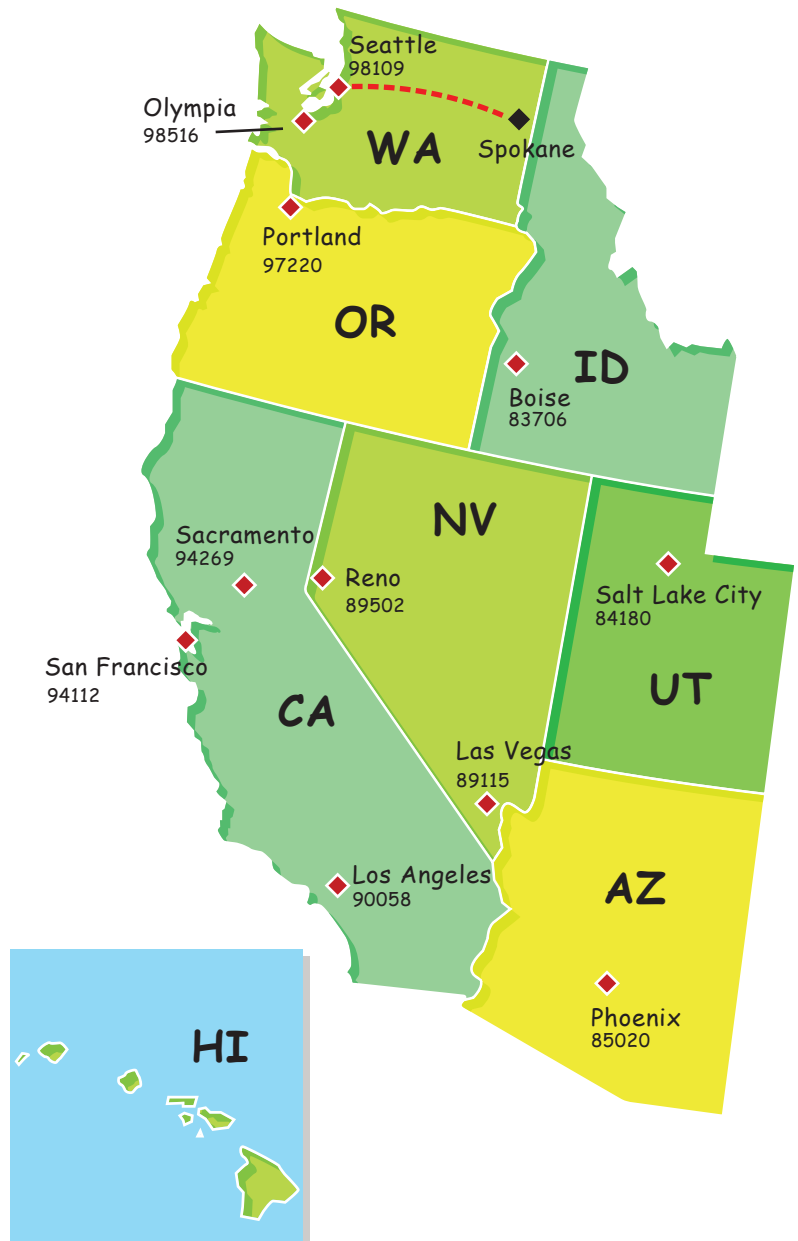 Seattle
98109
Olympia
98516
WA
Spokane
Portland
97220
OR
ID
Boise
83706
NV
Sacramento
94269
Reno
89502
Salt Lake City
84180
San Francisco
94112
UT
CA
Las Vegas
89115
Los Angeles
90058
AZ
Phoenix
85020
HI